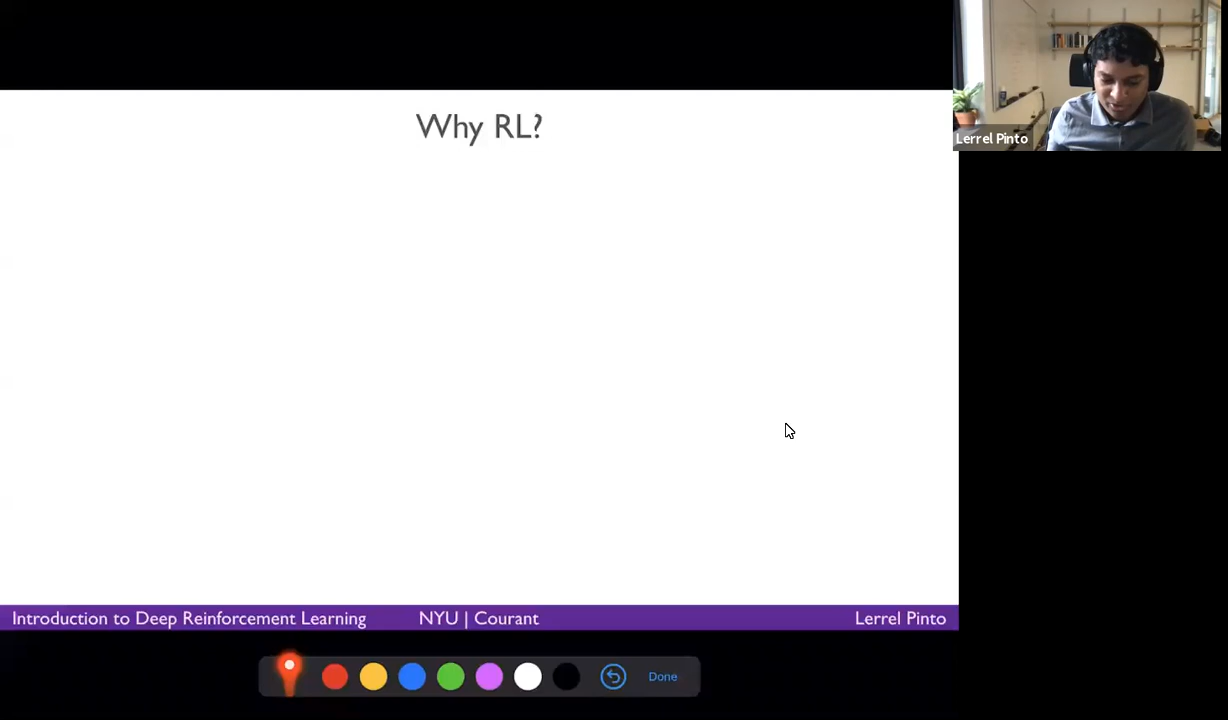 Why RL?
Lerrel Pinto
Introduction to Deep Reinforcement Learning NYU | Courant Lerrel Pinto
Done